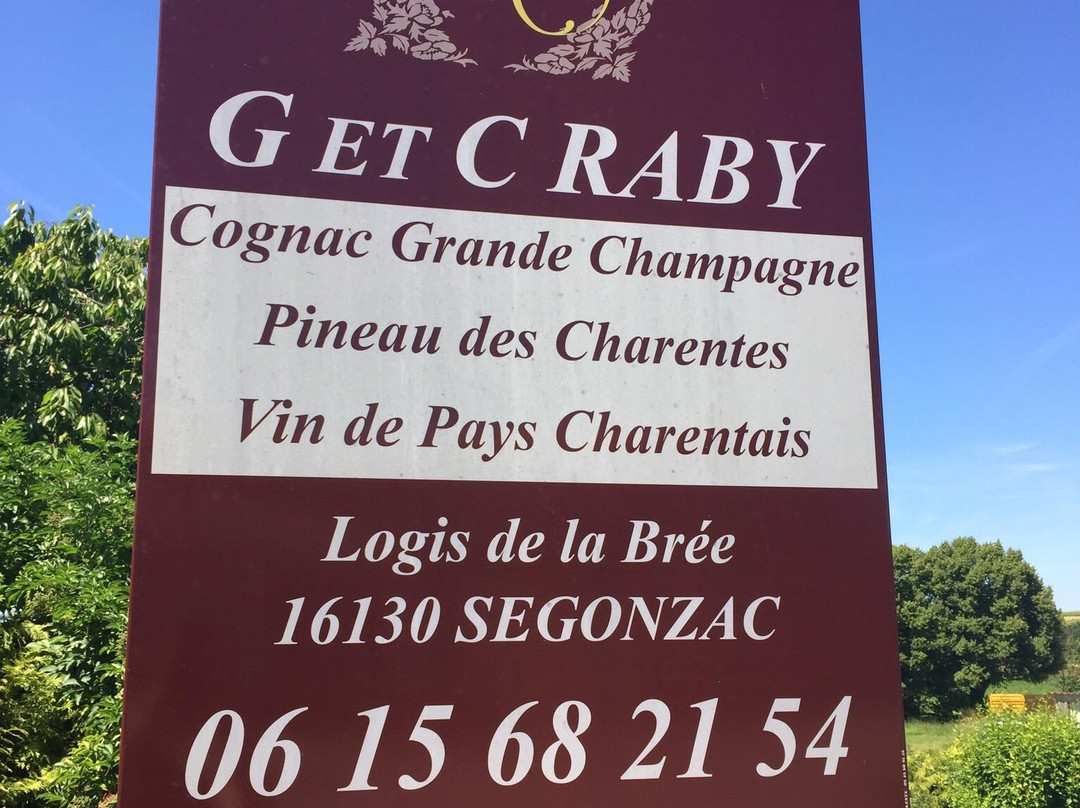 G ET C RABY
Cognac Grande Champagne
Pineau des Charentes
Vin de Pays Charentais
Logis de la Brée
16130 SEGONZAC
06 15 68 21 54